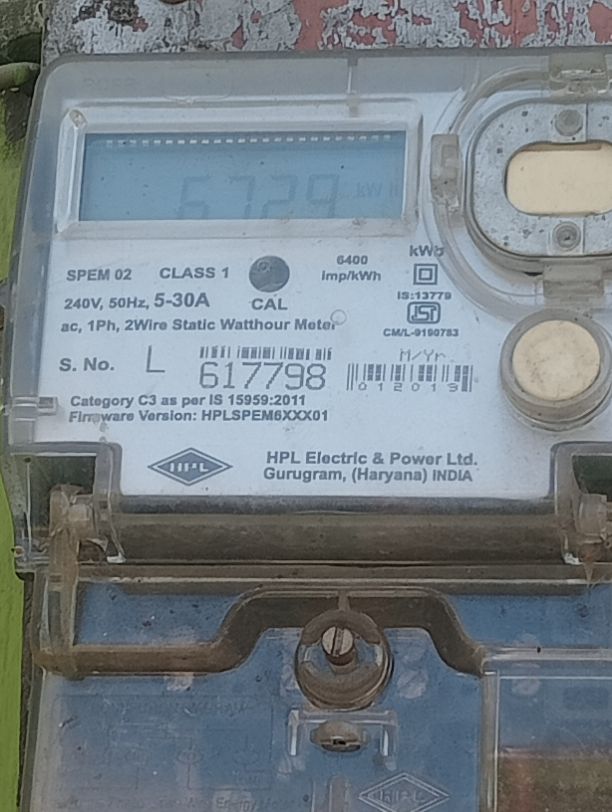 6729 kWh
SPEM 02 CLASS 1 6400 imp/kWh kWh
240V, 50Hz, 5-30A CAL IS:13779
ac, 1Ph, 2Wire Static Watthour Meter CM/L-9190783
S. No. L 617798 M/Yr. 012019
Category C3 as per IS 15959:2011
Firmware Version: HPLSPEM6XXX01
HPL HPL Electric & Power Ltd.
Gurugram, (Haryana) INDIA
HPL